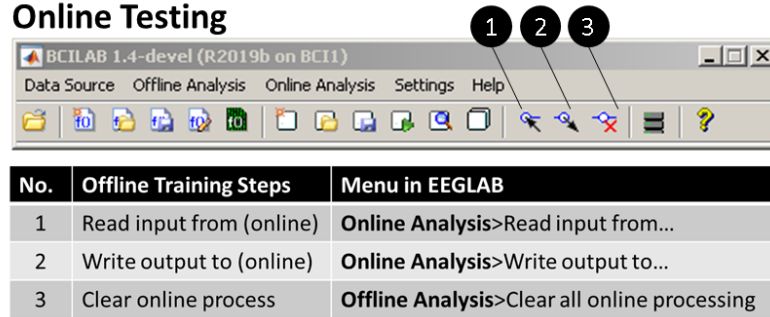 Online Testing
1 2 3
BCILAB 1.4-devel (R2019b on BCI1)
Data Source Offline Analysis Online Analysis Settings Help
f() f() f() f() f()
No. Offline Training Steps Menu in EEGLAB
1 Read input from (online) Online Analysis>Read input from...
2 Write output to (online) Online Analysis>Write output to...
3 Clear online process Offline Analysis>Clear all online processing